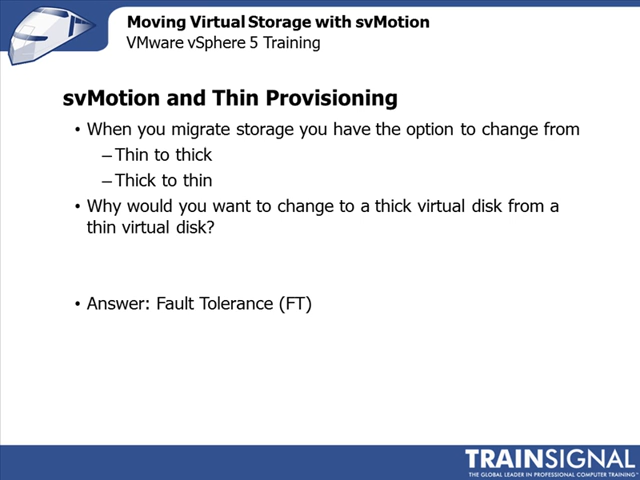 Moving Virtual Storage with svMotion
VMware vSphere 5 Training
svMotion and Thin Provisioning
• When you migrate storage you have the option to change from
– Thin to thick
– Thick to thin
• Why would you want to change to a thick virtual disk from a
thin virtual disk?
• Answer: Fault Tolerance (FT)
TRAINSIGNAL
THE GLOBAL LEADER IN PROFESSIONAL COMPUTER TRAINING